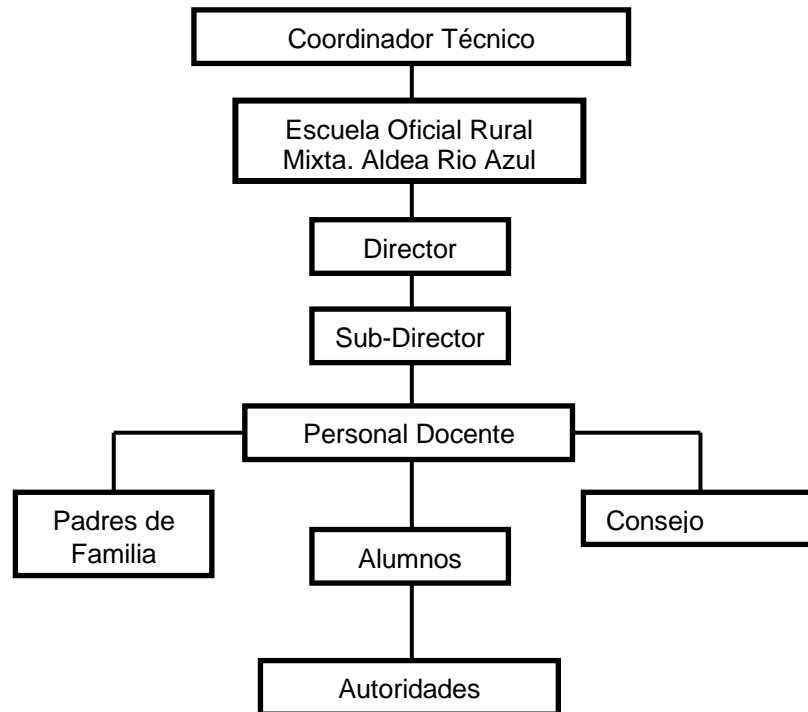 Coordinador Técnico
Escuela Oficial Rural
Mixta. Aldea Rio Azul
Director
Sub-Director
Personal Docente
Padres de
Familia
Alumnos
Consejo
Autoridades